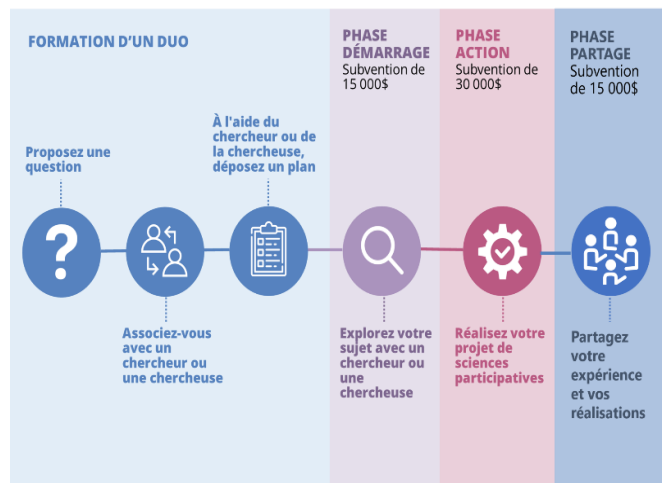 FORMATION D'UN DUO
Proposez une
question
Associez-vous
avec un
chercheur ou
une chercheuse
À l'aide du
chercheur ou de
la chercheuse,
déposez un plan
PHASE
DÉMARRAGE
Subvention de
15 000$
Explorez votre
sujet avec un
chercheur ou
une
chercheuse
PHASE
ACTION
Subvention de
30 000$
Réalisez votre
projet de
sciences
participatives
PHASE
PARTAGE
Subvention
de 15 000$
Partagez
votre
expérience
et vos
réalisations